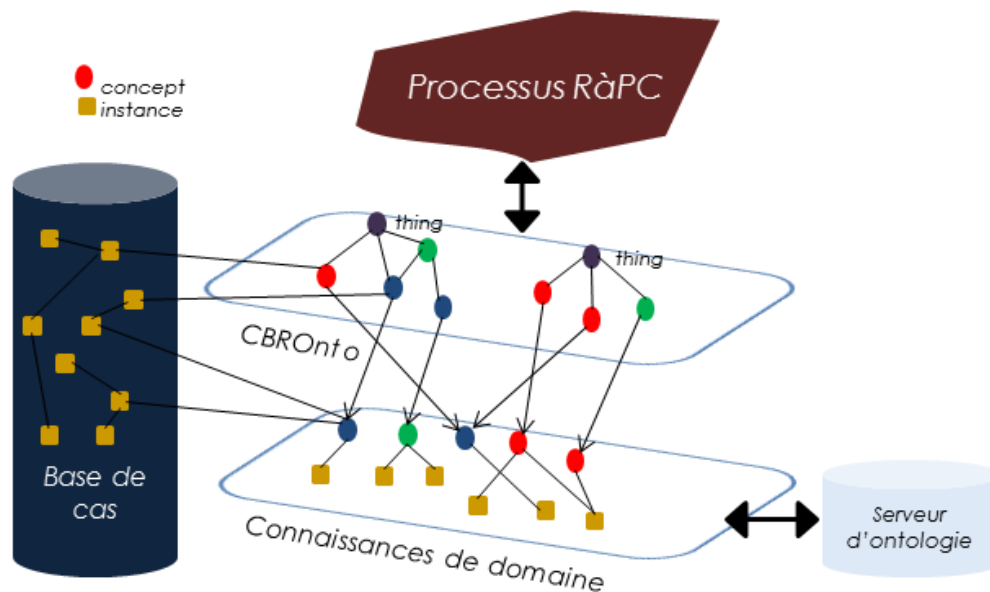 Processus RàPC
concept
instance
thing
thing
CBROnto
Base de
cas
Connaissances de domaine
Serveur
d'ontologie